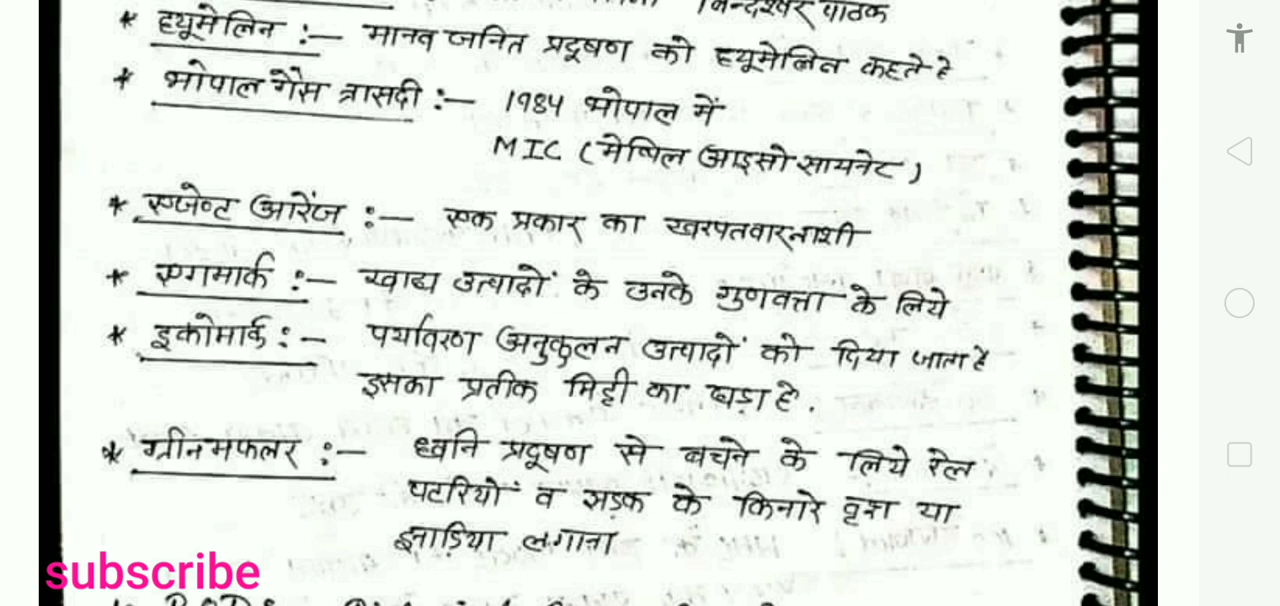 बिन्देश्वर पाठक
* ह्यूमेलिन :– मानव जनित प्रदूषण को ह्यूमेलिन कहते है
* भोपाल गैस त्रासदी :– 1984 भोपाल में
MIC (मेथिल आइसो सायनेट)
* एजेण्ट आरेंज :– एक प्रकार का खरपतवारनाशी
* एगमार्क :– खाद्य उत्पादों के उनके गुणवत्ता के लिये
* इकोमार्क :– पर्यावरण अनुकुलन उत्पादों को दिया जाता है
इसका प्रतीक मिट्टी का घड़ा है.
* ग्रीनमफलर :– ध्वनि प्रदूषण से बचने के लिये रेल
पटरियों व सड़क के किनारे वृक्ष या
झाड़िया लगाना
subscribe